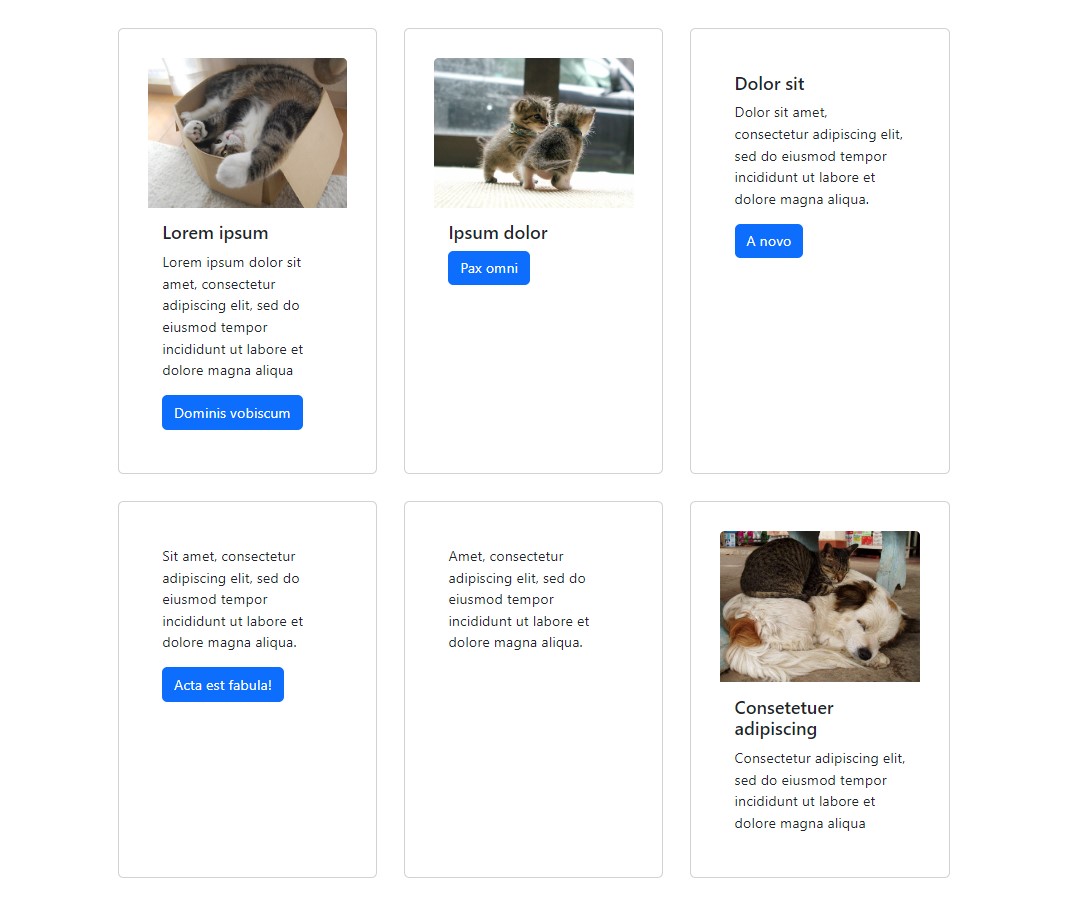 Lorem ipsum
Lorem ipsum dolor sit
amet, consectetur
adipiscing elit, sed do
eiusmod tempor
incididunt ut labore et
dolore magna aliqua
Dominis vobiscum
Ipsum dolor
Pax omni
Dolor sit
Dolor sit amet,
consectetur adipiscing elit,
sed do eiusmod tempor
incididunt ut labore et
dolore magna aliqua.
A novo
Sit amet, consectetur
adipiscing elit, sed do
eiusmod tempor
incididunt ut labore et
dolore magna aliqua.
Acta est fabula!
Amet, consectetur
adipiscing elit, sed do
eiusmod tempor
incididunt ut labore et
dolore magna aliqua.
Consetetuer
adipiscing
Consectetur adipiscing elit,
sed do eiusmod tempor
incididunt ut labore et
dolore magna aliqua